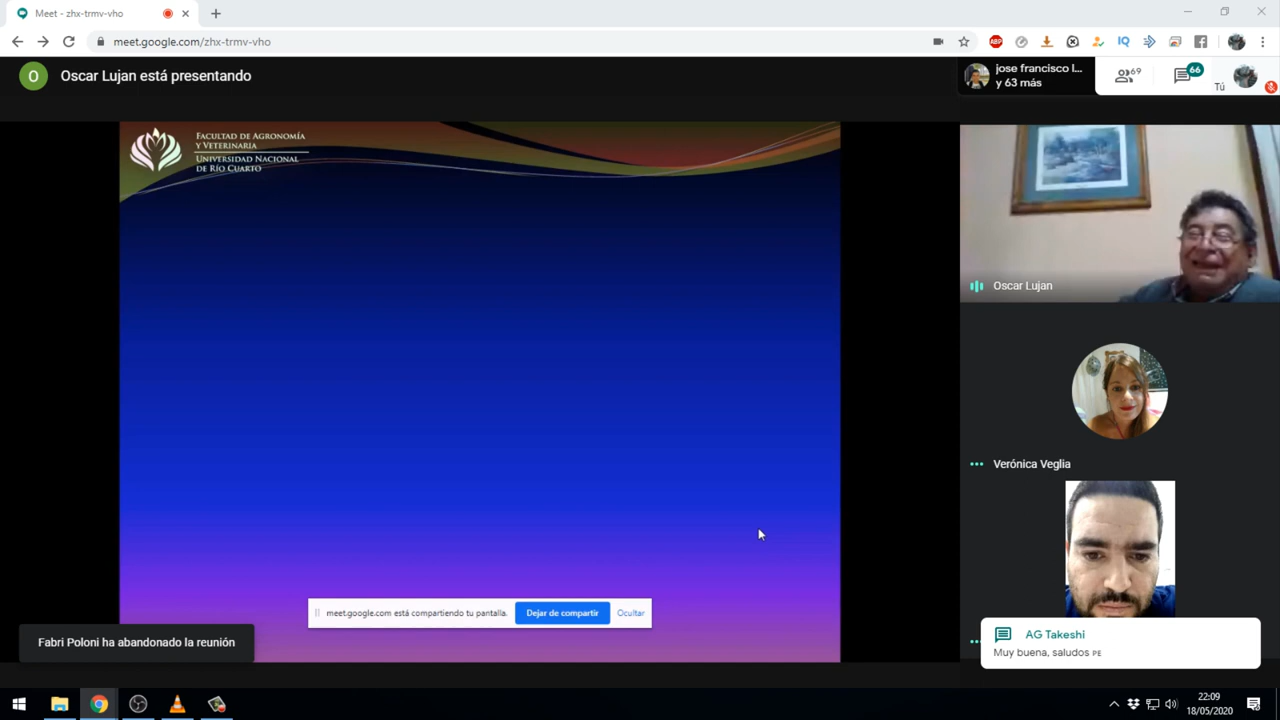 Meet - zhx-trmv-vho
meet.google.com/zhx-trmv-vho
ABP
IQ
O
Oscar Lujan está presentando
jose francisco l...
y 63 más
69
66
Tú
FACULTAD DE AGRONOMÍA
Y VETERINARIA
UNIVERSIDAD NACIONAL
DE RÍO CUARTO
Oscar Lujan
Verónica Veglia
meet.google.com está compartiendo tu pantalla.
Dejar de compartir
Ocultar
Fabri Poloni ha abandonado la reunión
AG Takeshi
Muy buena, saludos PE
22:09
18/05/2020